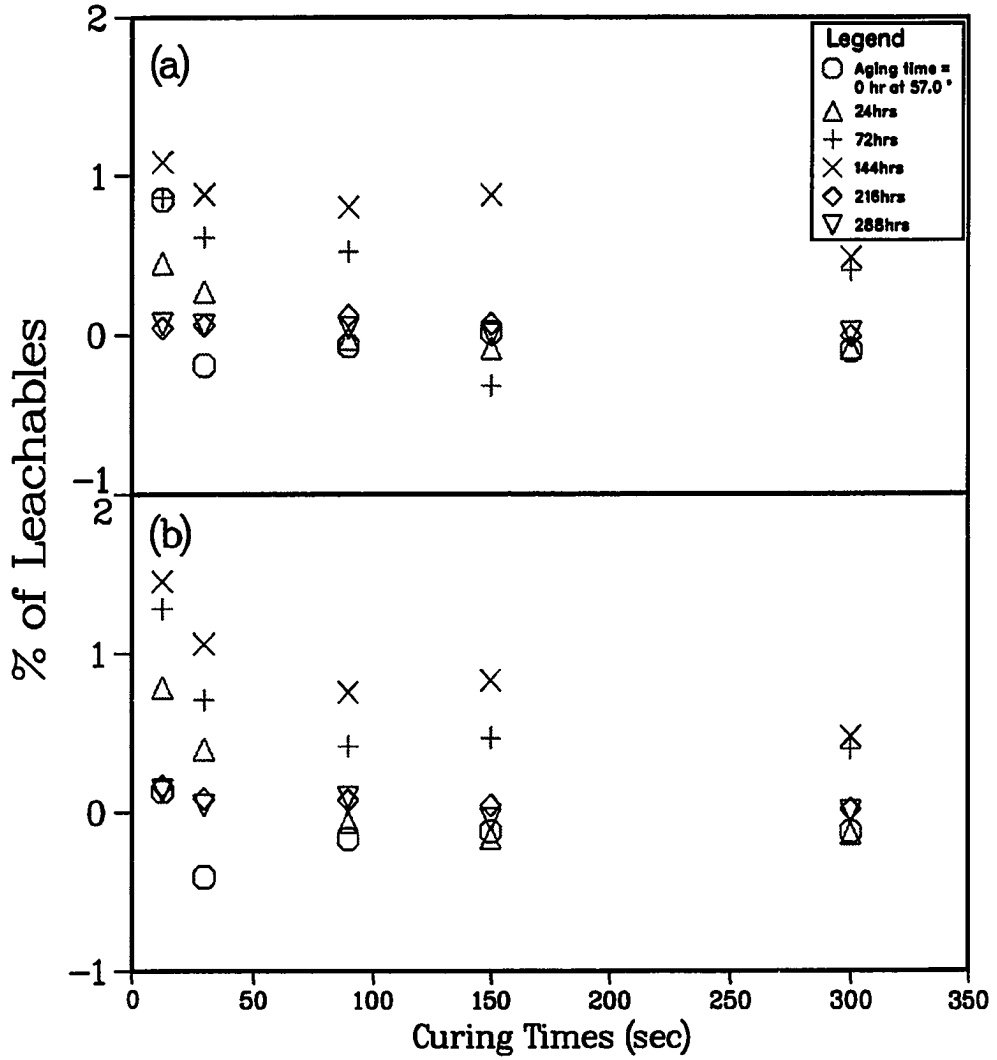 2
(a)
Legend
Aging time =
0 hr at 57.0 °
24hrs
72hrs
144hrs
216hrs
288hrs
1
0
−1
% of Leachables
2
(b)
1
0
−1
0 50 100 150 200 250 300 350
Curing Times (sec)